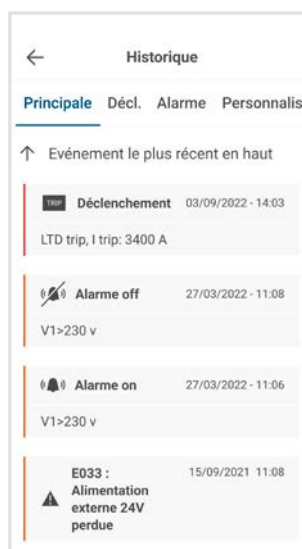 Historique
Principale Décl. Alarme Personnalis
Evénement le plus récent en haut
TRIP Déclenchement 03/09/2022 - 14:03
LTD trip, I trip: 3400 A
Alarme off 27/03/2022 - 11:08
V1>230 v
Alarme on 27/03/2022 - 11:06
V1>230 v
E033 : 15/09/2021 11:08
Alimentation
externe 24V
perdue